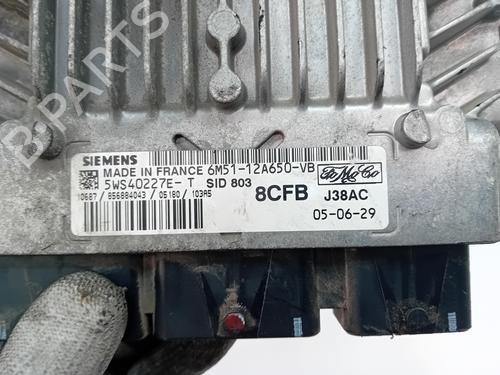 SIEMENS
MADE IN FRANCE 6M51-12A650-VB
5WS40227E- T SID 803
10687 / 856884043 / 05180 / 103A5
8CFB
FoMoCo
J38AC
05-06-29
B PARTS